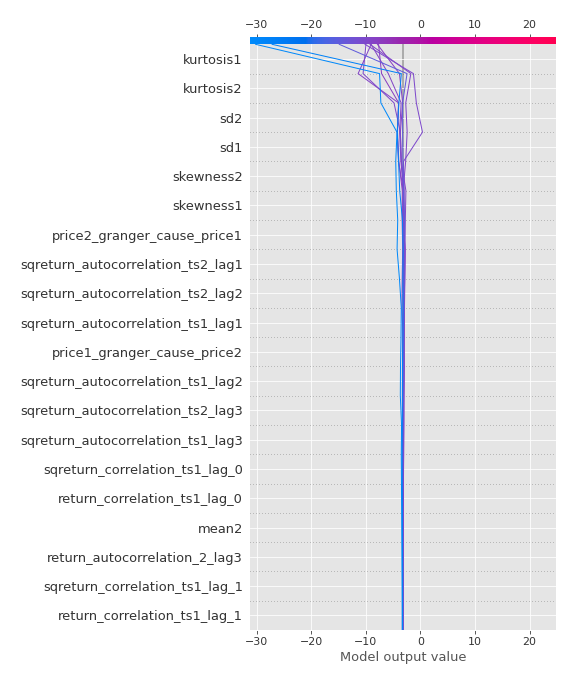 −30 −20 −10 0 10 20
kurtosis1
kurtosis2
sd2
sd1
skewness2
skewness1
price2_granger_cause_price1
sqreturn_autocorrelation_ts2_lag1
sqreturn_autocorrelation_ts2_lag2
sqreturn_autocorrelation_ts1_lag1
price1_granger_cause_price2
sqreturn_autocorrelation_ts1_lag2
sqreturn_autocorrelation_ts2_lag3
sqreturn_autocorrelation_ts1_lag3
sqreturn_correlation_ts1_lag_0
return_correlation_ts1_lag_0
mean2
return_autocorrelation_2_lag3
sqreturn_correlation_ts1_lag_1
return_correlation_ts1_lag_1
−30 −20 −10 0 10 20
Model output value